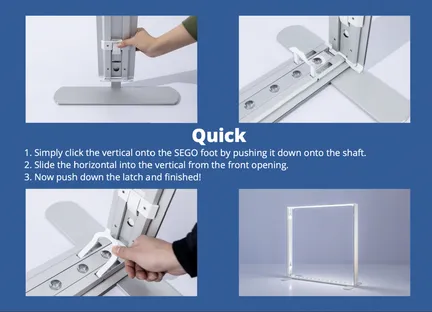 Quick
1. Simply click the vertical onto the SEGO foot by pushing it down onto the shaft.
2. Slide the horizontal into the vertical from the front opening.
3. Now push down the latch and finished!